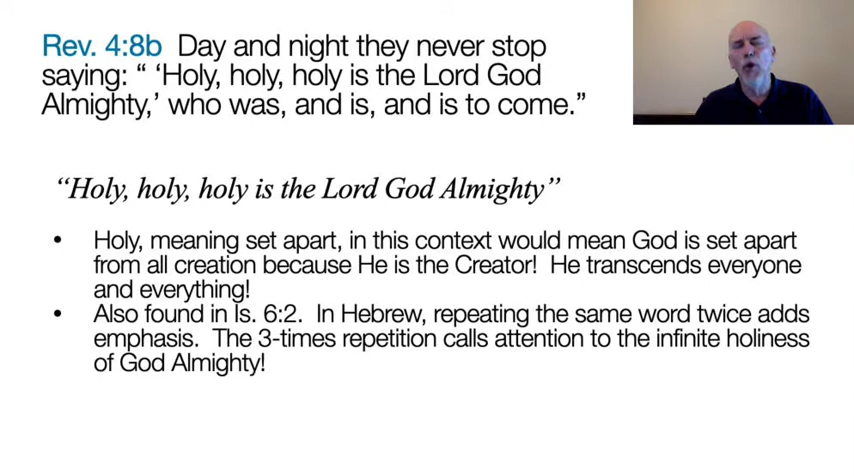 Rev. 4:8b  Day and night they never stop
saying: “ ‘Holy, holy, holy is the Lord God
Almighty,’ who was, and is, and is to come.”
“Holy, holy, holy is the Lord God Almighty”
• Holy, meaning set apart, in this context would mean God is set apart
from all creation because He is the Creator!  He transcends everyone
and everything!
• Also found in Is. 6:2.  In Hebrew, repeating the same word twice adds
emphasis.  The 3-times repetition calls attention to the infinite holiness
of God Almighty!